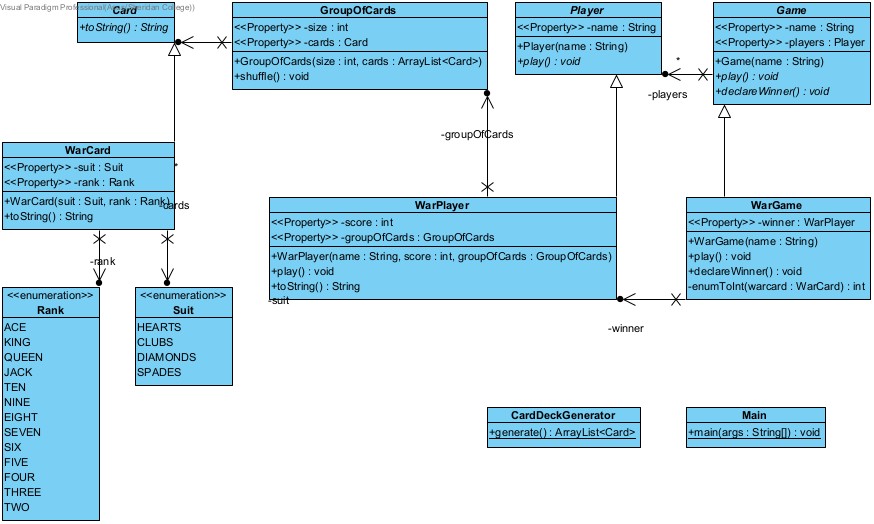 Visual Paradigm Professional(Sheridan College))
Card
+toString() : String
GroupOfCards
<<Property>> -size : int
<<Property>> -cards : Card
+GroupOfCards(size : int, cards : ArrayList<Card>)
+shuffle() : void
Player
<<Property>> -name : String
+Player(name : String)
+play() : void
Game
<<Property>> -name : String
<<Property>> -players : Player
+Game(name : String)
+play() : void
+declareWinner() : void
*
-players
-groupOfCards
WarCard
<<Property>> -suit : Suit
<<Property>> -rank : Rank
+WarCard(suit : Suit, rank : Rank)
+toString() : String
*
-cards
WarPlayer
<<Property>> -score : int
<<Property>> -groupOfCards : GroupOfCards
+WarPlayer(name : String, score : int, groupOfCards : GroupOfCards)
+play() : void
+toString() : String
-suit
WarGame
<<Property>> -winner : WarPlayer
+WarGame(name : String)
+play() : void
+declareWinner() : void
-enumToInt(warcard : WarCard) : int
-winner
-rank
<<enumeration>>
Rank
ACE
KING
QUEEN
JACK
TEN
NINE
EIGHT
SEVEN
SIX
FIVE
FOUR
THREE
TWO
<<enumeration>>
Suit
HEARTS
CLUBS
DIAMONDS
SPADES
CardDeckGenerator
+generate() : ArrayList<Card>
Main
+main(args : String[]) : void